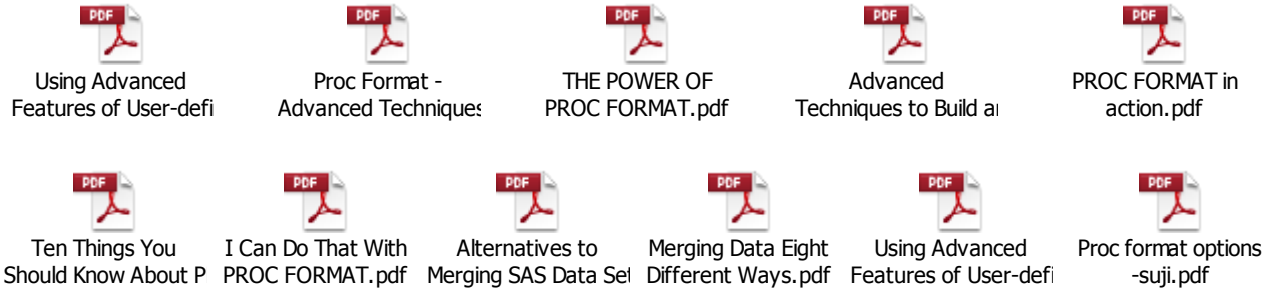 PDF PDF PDF PDF PDF
Using Advanced Proc Format - THE POWER OF Advanced PROC FORMAT in
Features of User-defi Advanced Techniques PROC FORMAT.pdf Techniques to Build an action.pdf
PDF PDF PDF PDF PDF PDF
Ten Things You I Can Do That With Alternatives to Merging Data Eight Using Advanced Proc format options
Should Know About P PROC FORMAT.pdf Merging SAS Data Set Different Ways.pdf Features of User-defi -suji.pdf